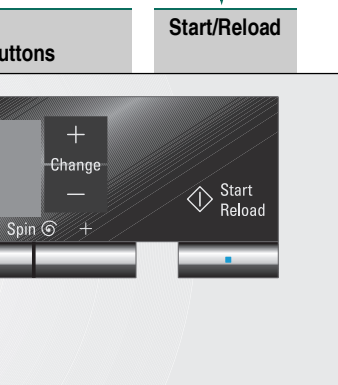 Start/Reload
uttons
+
Change
–
Start
Reload
Spin +